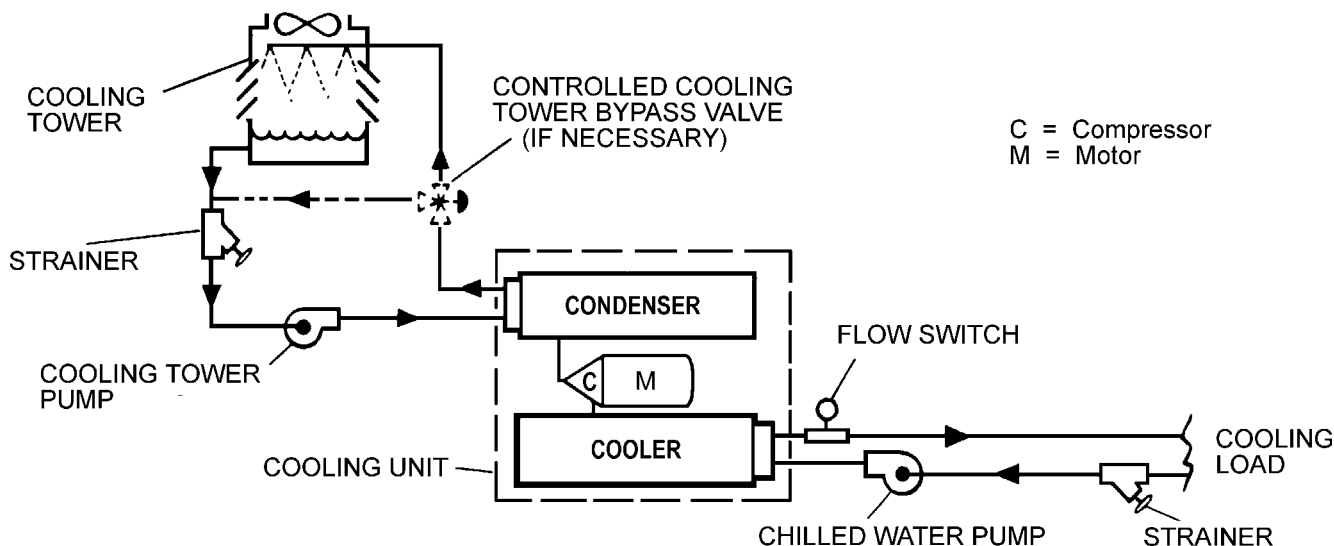 COOLING
TOWER
CONTROLLED COOLING
TOWER BYPASS VALVE
(IF NECESSARY)
C = Compressor
M = Motor
STRAINER
CONDENSER
FLOW SWITCH
COOLING TOWER
PUMP
C
M
COOLER
COOLING UNIT
COOLING
LOAD
CHILLED WATER PUMP
STRAINER